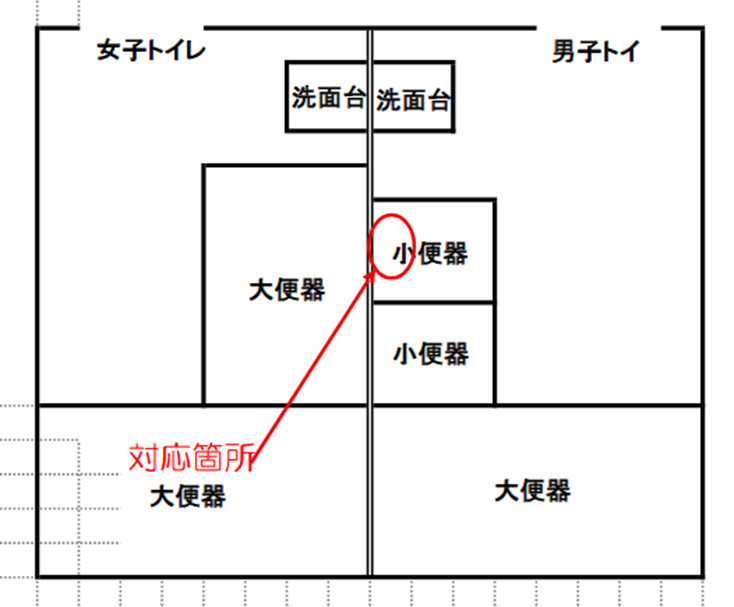 女子トイレ
男子トイ
洗面台
洗面台
小便器
大便器
小便器
対応箇所
大便器
大便器